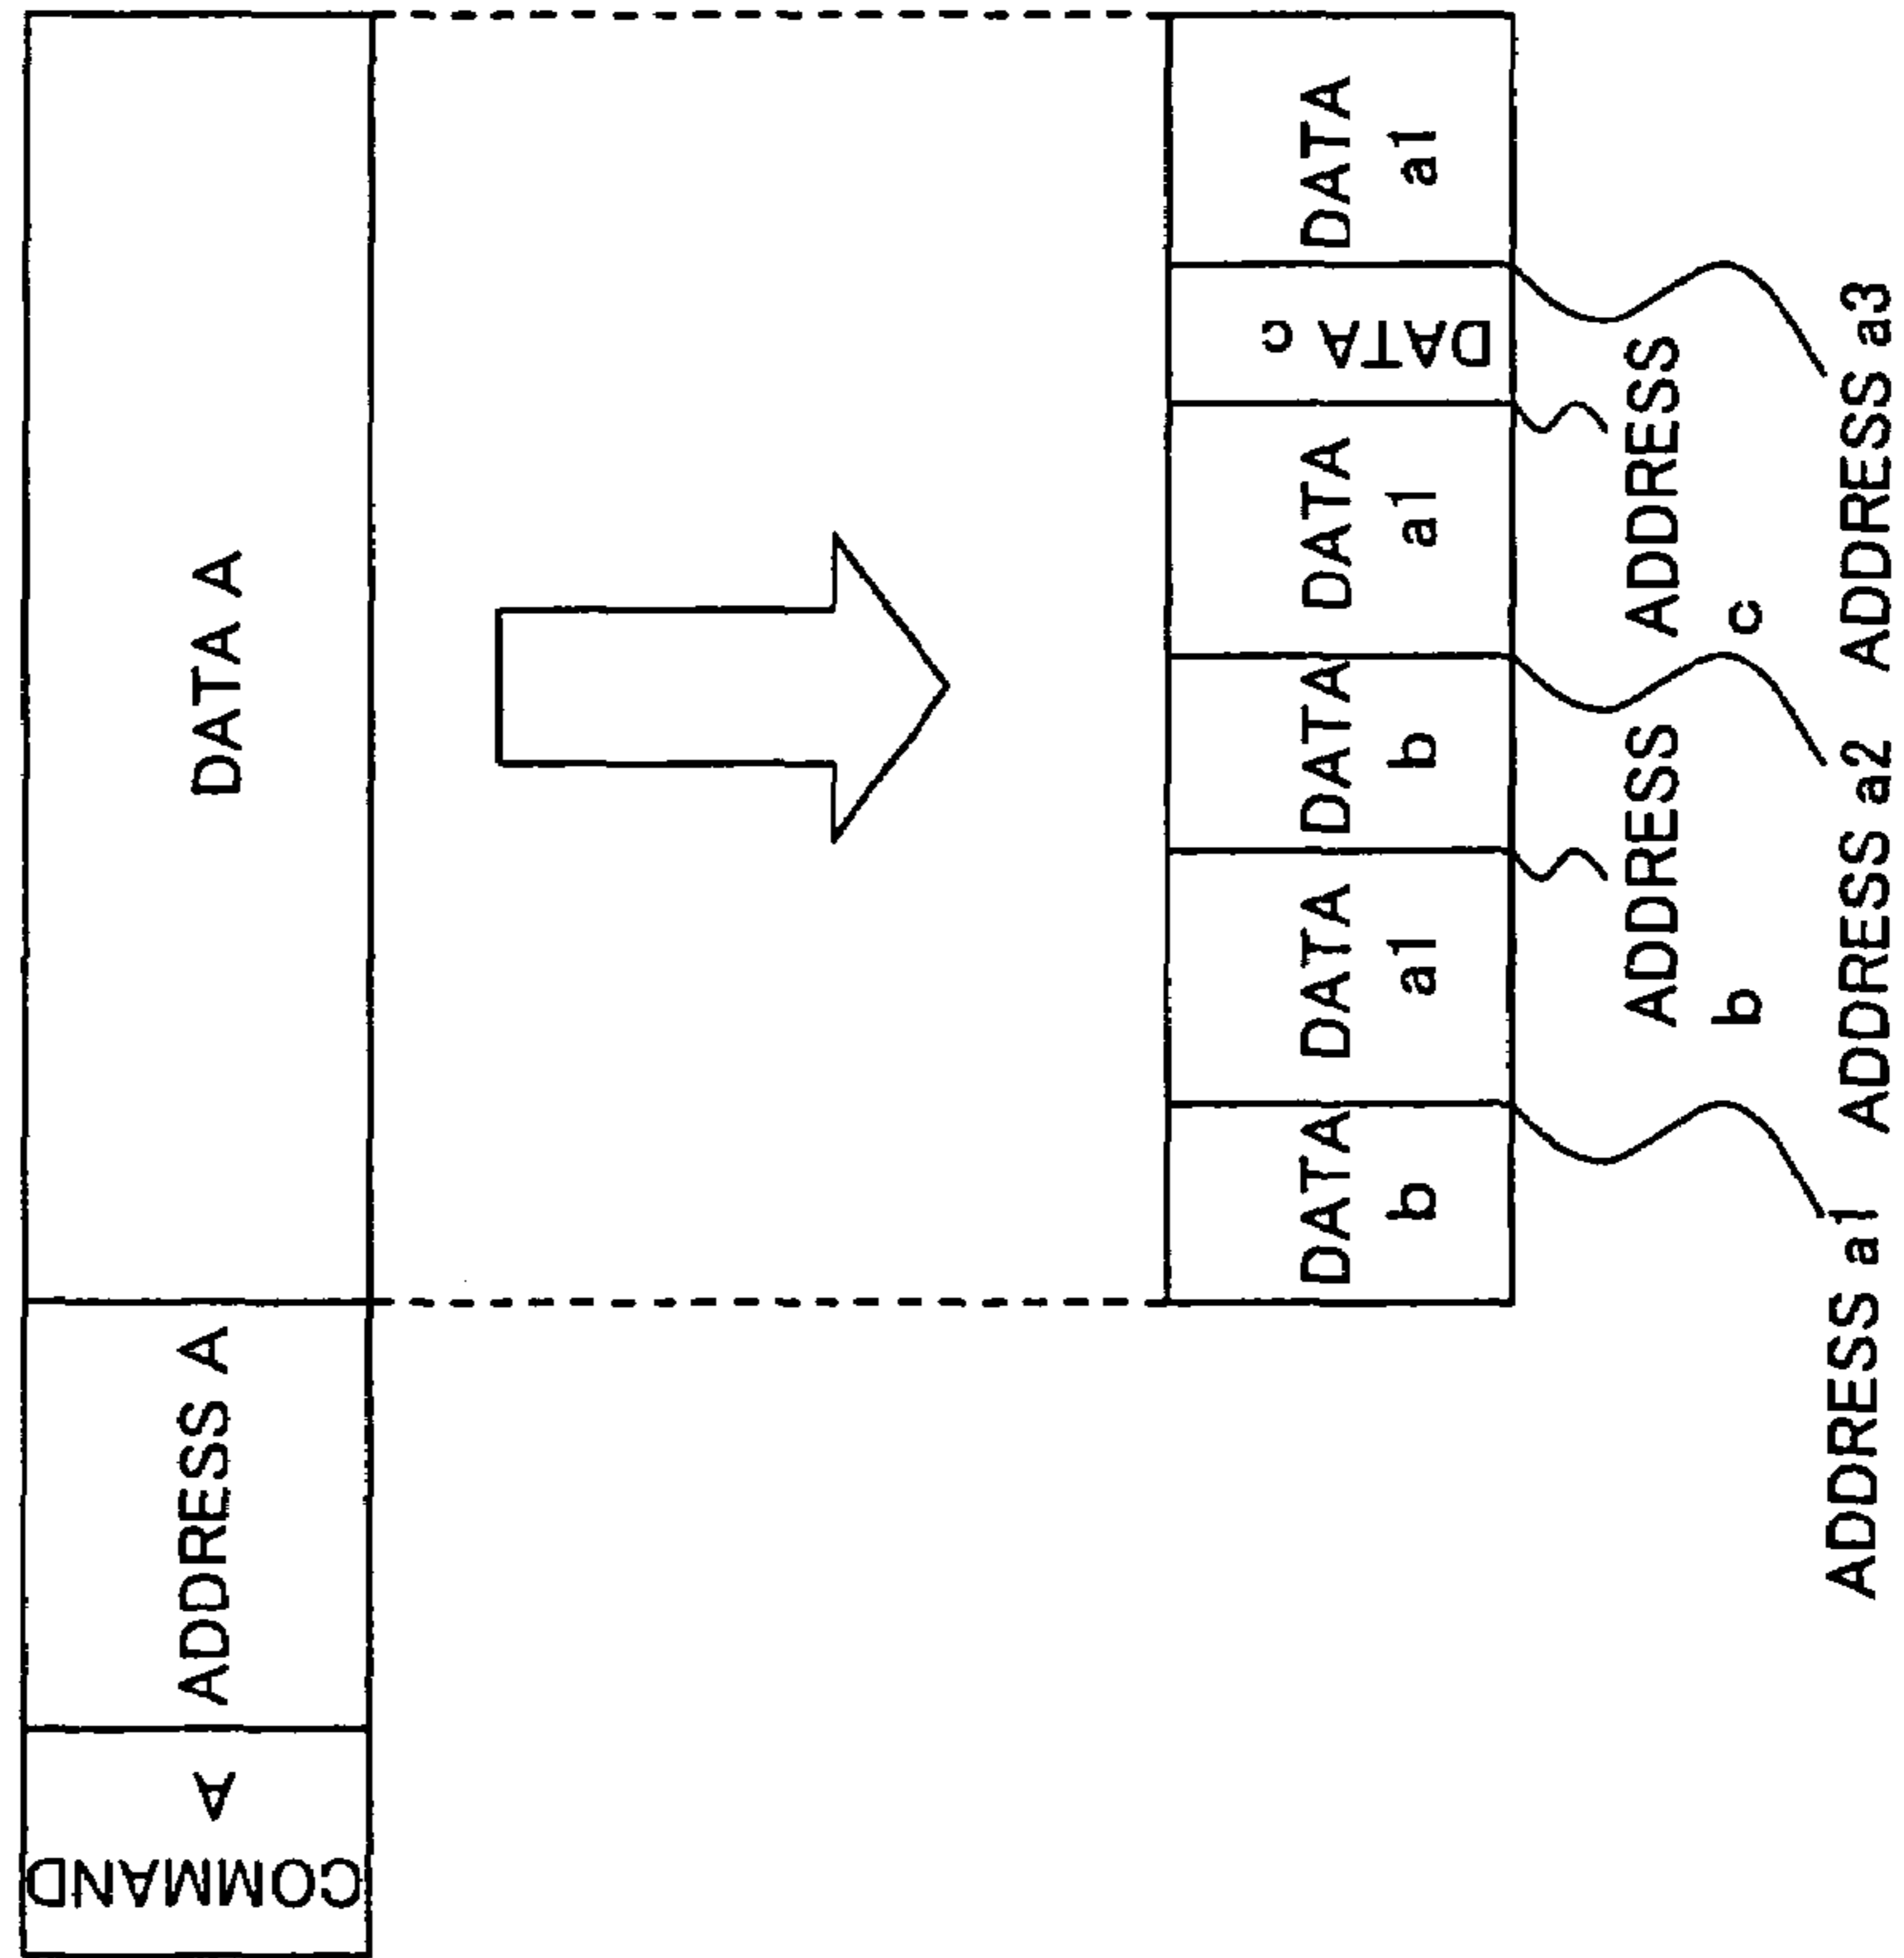 COMMAND
A
ADDRESS A
DATA A
DATA
b
DATA
a1
DATA
b
DATA
a1
DATA c
DATA
a1
ADDRESS
b
ADDRESS
c
ADDRESS a1
ADDRESS a2
ADDRESS a3